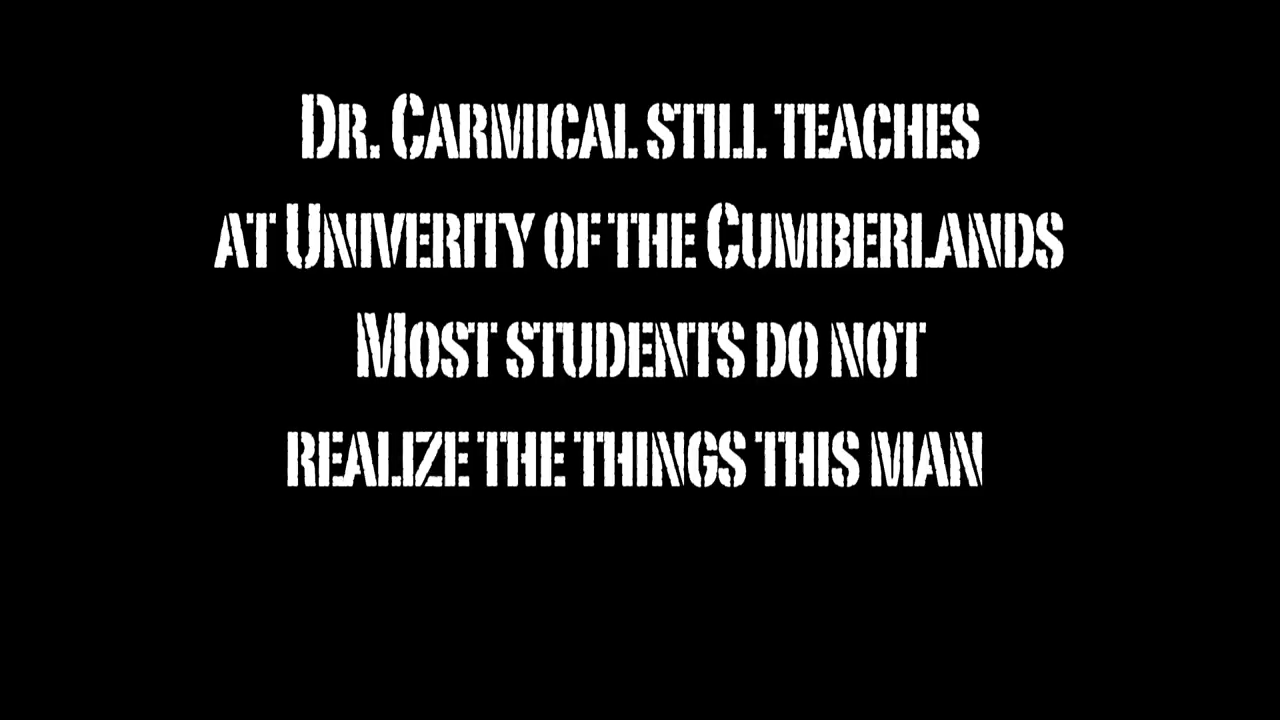 Dr. Carmical still teaches
at Univerity of the Cumberlands
Most students do not
realize the things this man